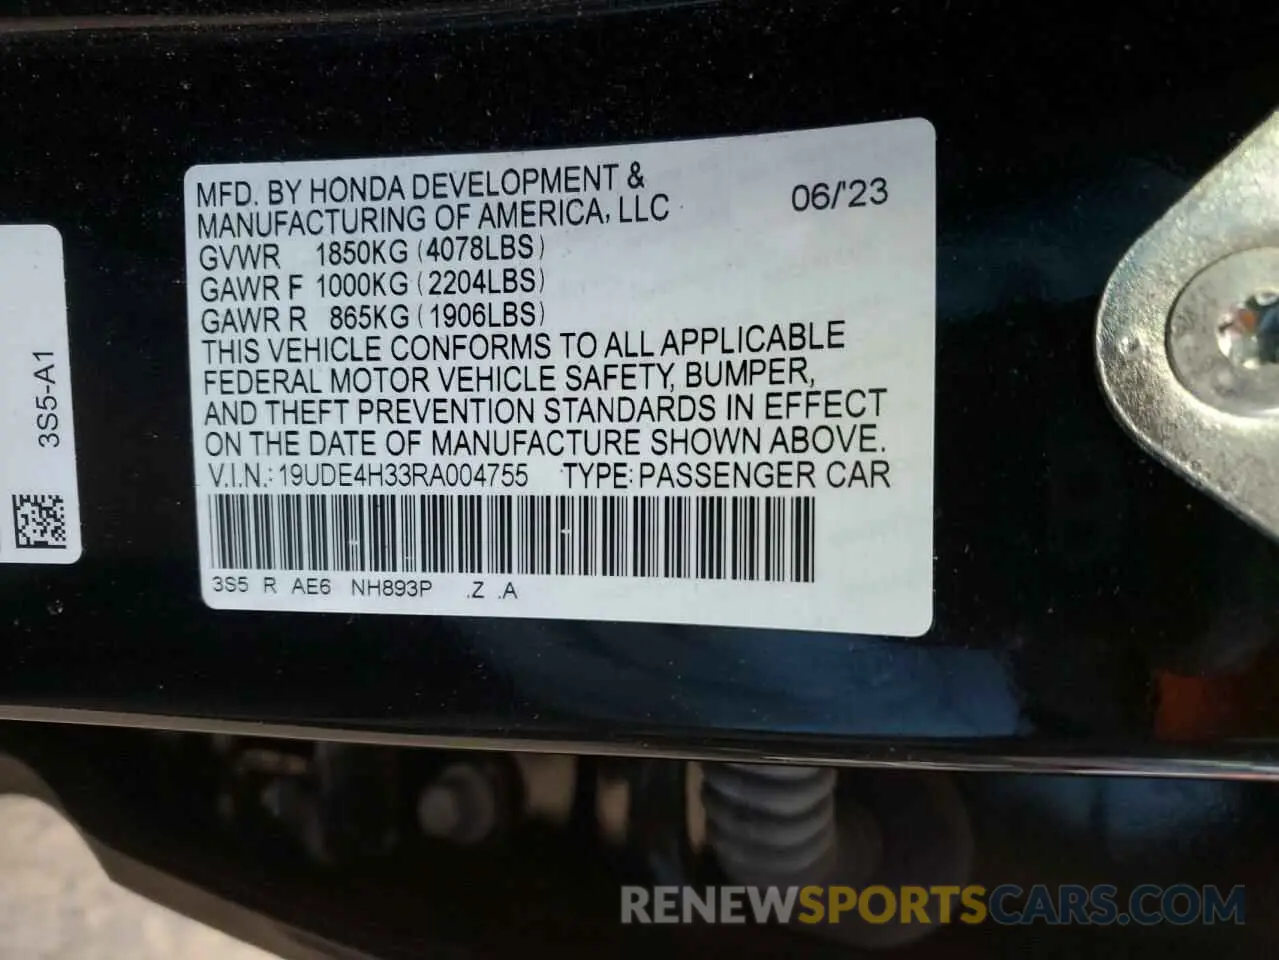 MFD. BY HONDA DEVELOPMENT &
MANUFACTURING OF AMERICA, LLC
06/'23
GVWR 1850KG (4078LBS)
GAWR F 1000KG (2204LBS)
GAWR R 865KG (1906LBS)
THIS VEHICLE CONFORMS TO ALL APPLICABLE
FEDERAL MOTOR VEHICLE SAFETY, BUMPER,
AND THEFT PREVENTION STANDARDS IN EFFECT
ON THE DATE OF MANUFACTURE SHOWN ABOVE.
V.I.N.: 19UDE4H33RA004755 TYPE: PASSENGER CAR
3S5 R AE6 NH893P .Z .A
3S5-A1
RENEWSPORTSCARS.COM